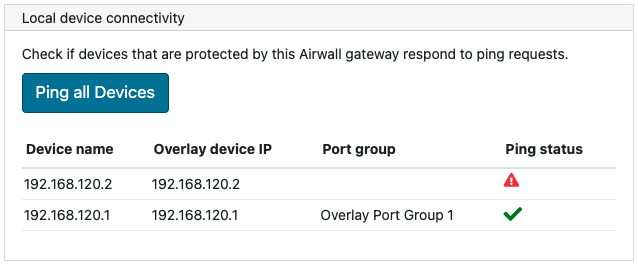 Local device connectivity
Check if devices that are protected by this Airwall gateway respond to ping requests.
Ping all Devices
Device name Overlay device IP Port group Ping status
192.168.120.2 192.168.120.2
192.168.120.1 192.168.120.1 Overlay Port Group 1